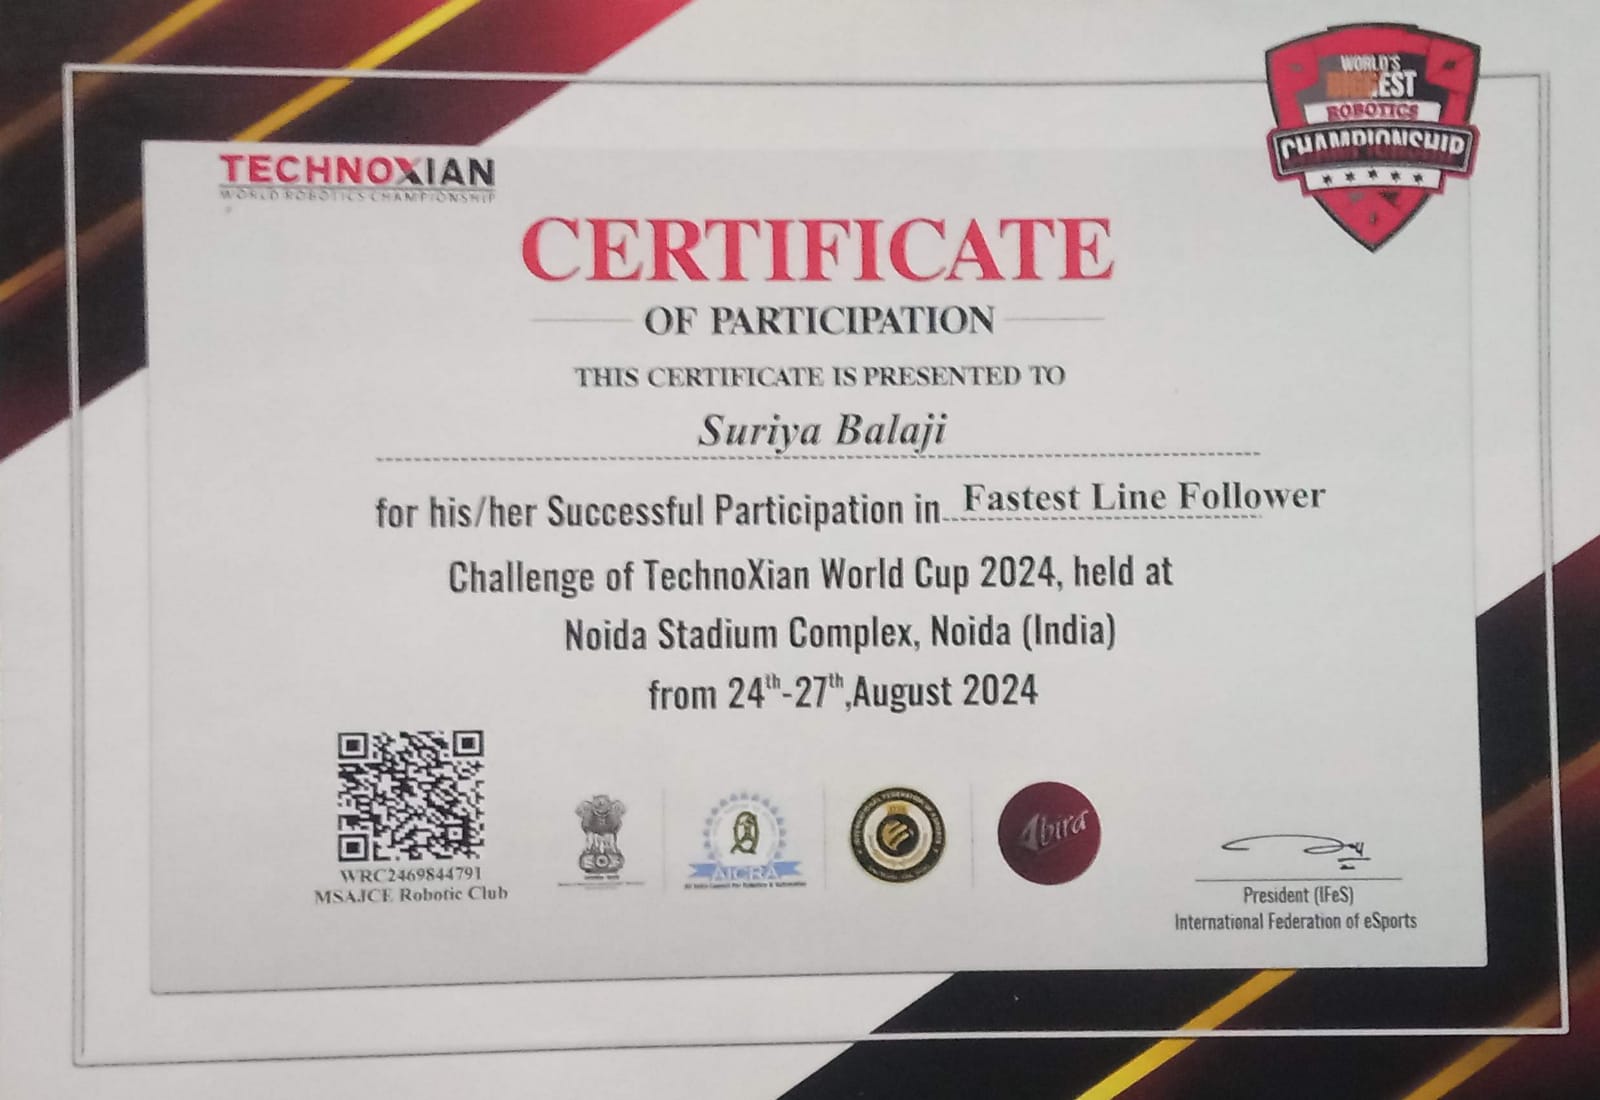 WORLD'S
BIGGEST
ROBOTICS
CHAMPIONSHIP
TECHNOXIAN
WORLD ROBOTICS CHAMPIONSHIP
CERTIFICATE
OF PARTICIPATION
THIS CERTIFICATE IS PRESENTED TO
Suriya Balaji
for his/her Successful Participation in Fastest Line Follower
Challenge of TechnoXian World Cup 2024, held at
Noida Stadium Complex, Noida (India)
from 24th-27th,August 2024
WRC2469844791
MSAJCE Robotic Club
AICRA
Abira
President (IFeS)
International Federation of eSports